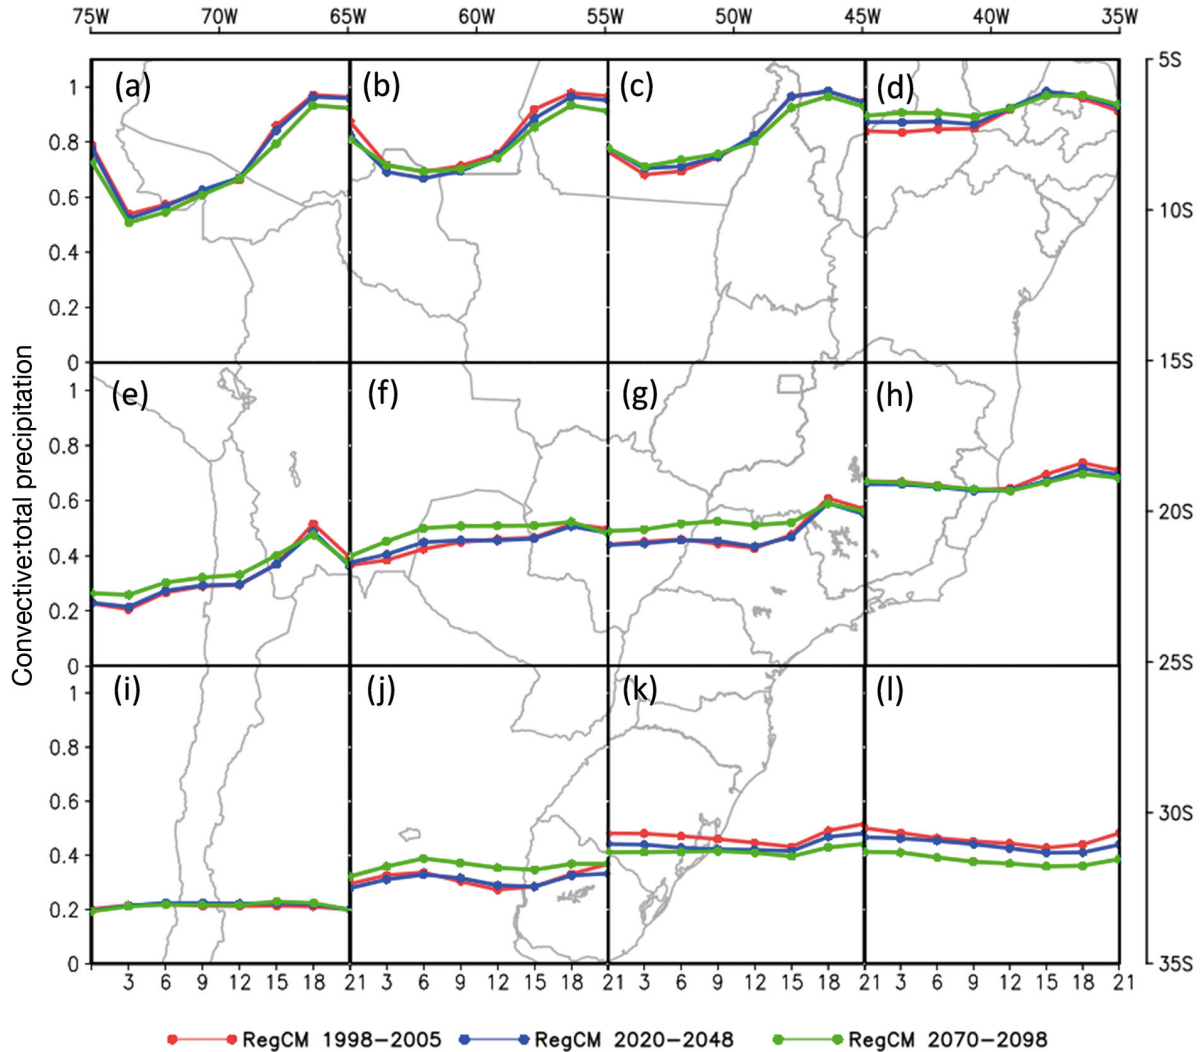 75W 70W 65W 60W 55W 50W 45W 40W 35W
5S
(a) (b) (c) (d)
1
0.8
0.6
10S
0.4
0.2
0
15S
Convective:total precipitation
(e) (f) (g) (h)
1
0.8
0.6
20S
0.4
0.2
0
25S
(i) (j) (k) (l)
1
0.8
0.6
30S
0.4
0.2
0
35S
3 6 9 12 15 18 21 3 6 9 12 15 18 21 3 6 9 12 15 18 21 3 6 9 12 15 18 21
RegCM 1998-2005 RegCM 2020-2048 RegCM 2070-2098